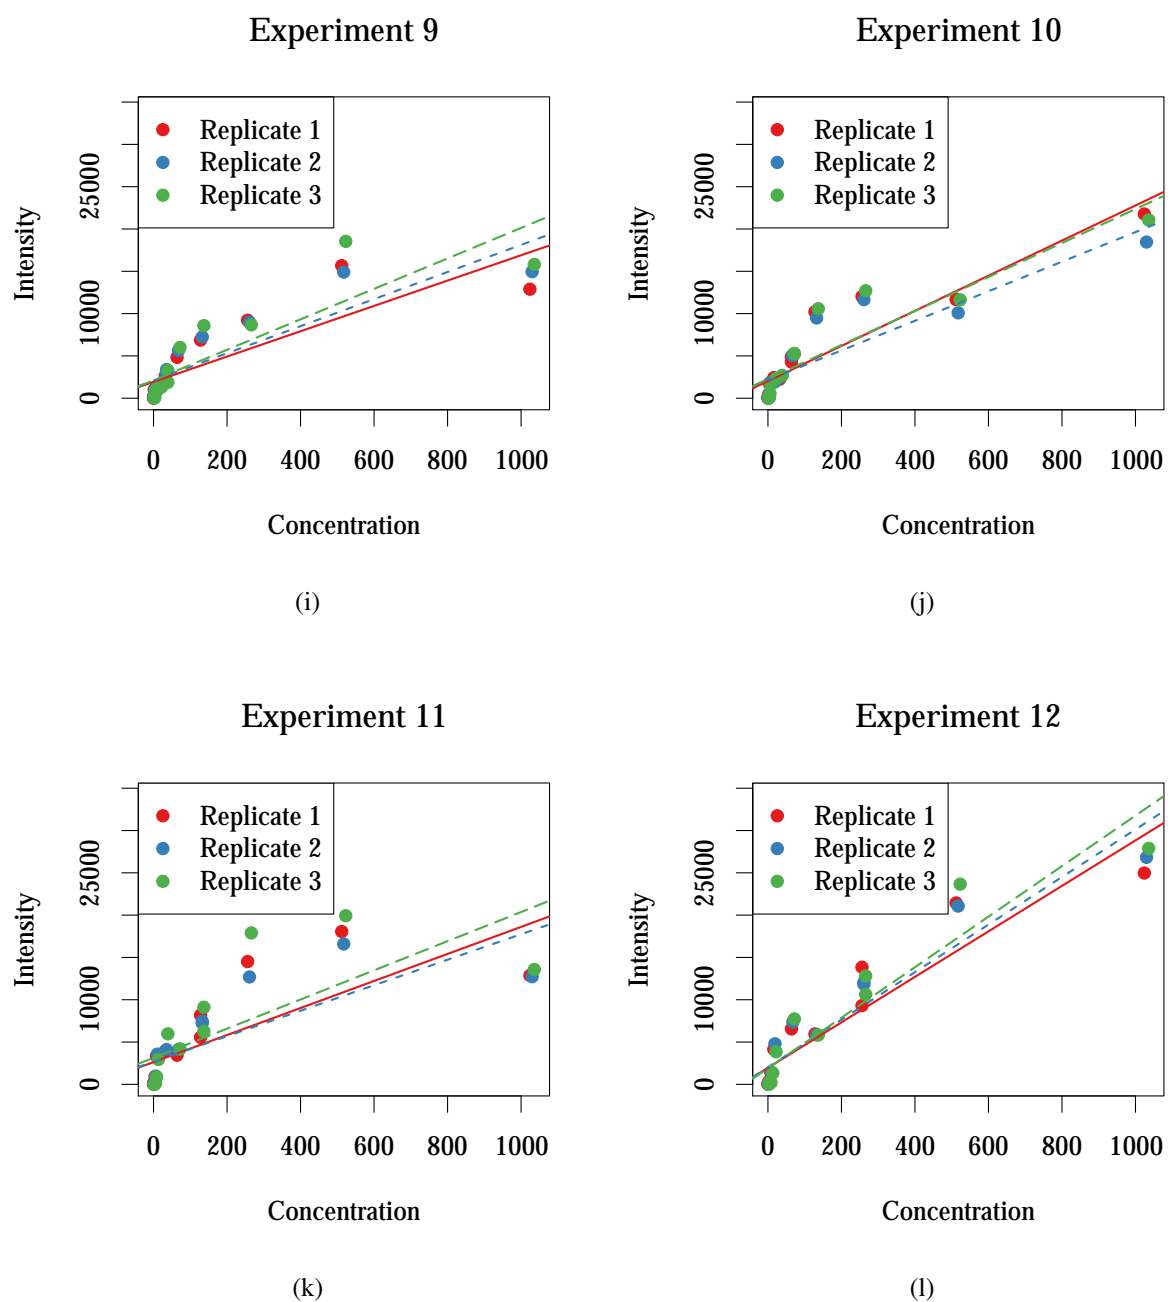 Experiment 9
Replicate 1
Replicate 2
Replicate 3
Intensity
0
10000
25000
0 200 400 600 800 1000
Concentration
(i)
Experiment 10
Replicate 1
Replicate 2
Replicate 3
Intensity
0
10000
25000
0 200 400 600 800 1000
Concentration
(j)
Experiment 11
Replicate 1
Replicate 2
Replicate 3
Intensity
0
10000
25000
0 200 400 600 800 1000
Concentration
(k)
Experiment 12
Replicate 1
Replicate 2
Replicate 3
Intensity
0
10000
25000
0 200 400 600 800 1000
Concentration
(l)